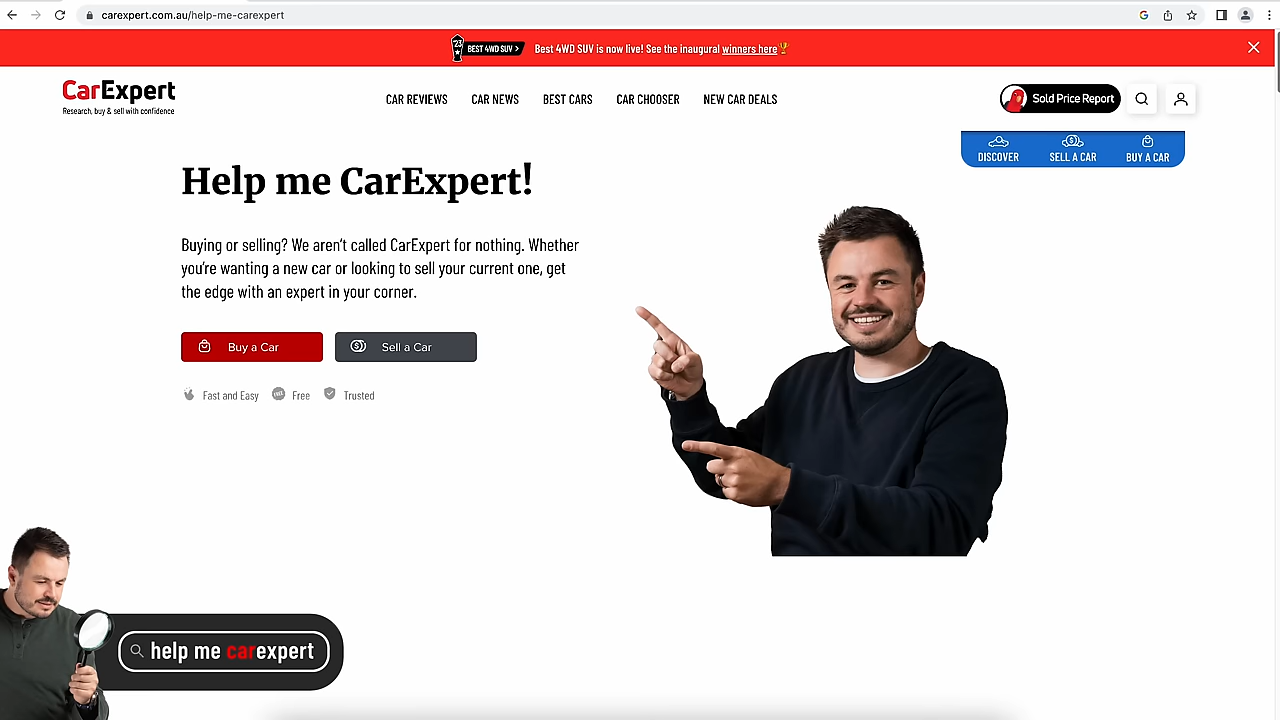 carexpert.com.au/help-me-carexpert
23 BEST 4WD SUV > Best 4WD SUV is now live! See the inaugural winners here
CarExpert
Research, buy & sell with confidence
CAR REVIEWS CAR NEWS BEST CARS CAR CHOOSER NEW CAR DEALS
Sold Price Report
DISCOVER SELL A CAR BUY A CAR
Help me CarExpert!
Buying or selling? We aren't called CarExpert for nothing. Whether
you're wanting a new car or looking to sell your current one, get
the edge with an expert in your corner.
Buy a Car Sell a Car
Fast and Easy FREE Free Trusted
help me carexpert